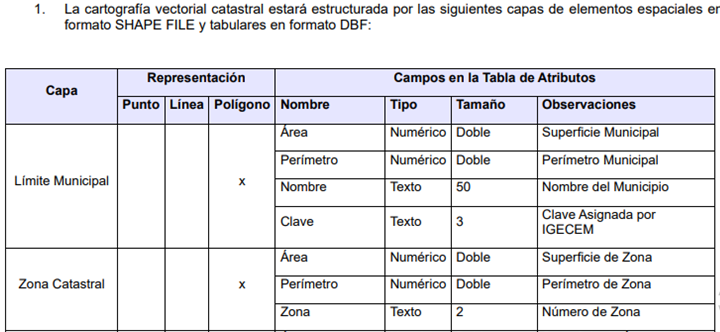 1. La cartografía vectorial catastral estará estructurada por las siguientes capas de elementos espaciales en
formato SHAPE FILE y tabulares en formato DBF:
Capa Representación Campos en la Tabla de Atributos
Punto Línea Polígono Nombre Tipo Tamaño Observaciones
Límite Municipal x
Área Numérico Doble Superficie Municipal
Perímetro Numérico Doble Perímetro Municipal
Nombre Texto 50 Nombre del Municipio
Clave Texto 3 Clave Asignada por
IGECEM
Zona Catastral x
Área Numérico Doble Superficie de Zona
Perímetro Numérico Doble Perímetro de Zona
Zona Texto 2 Número de Zona